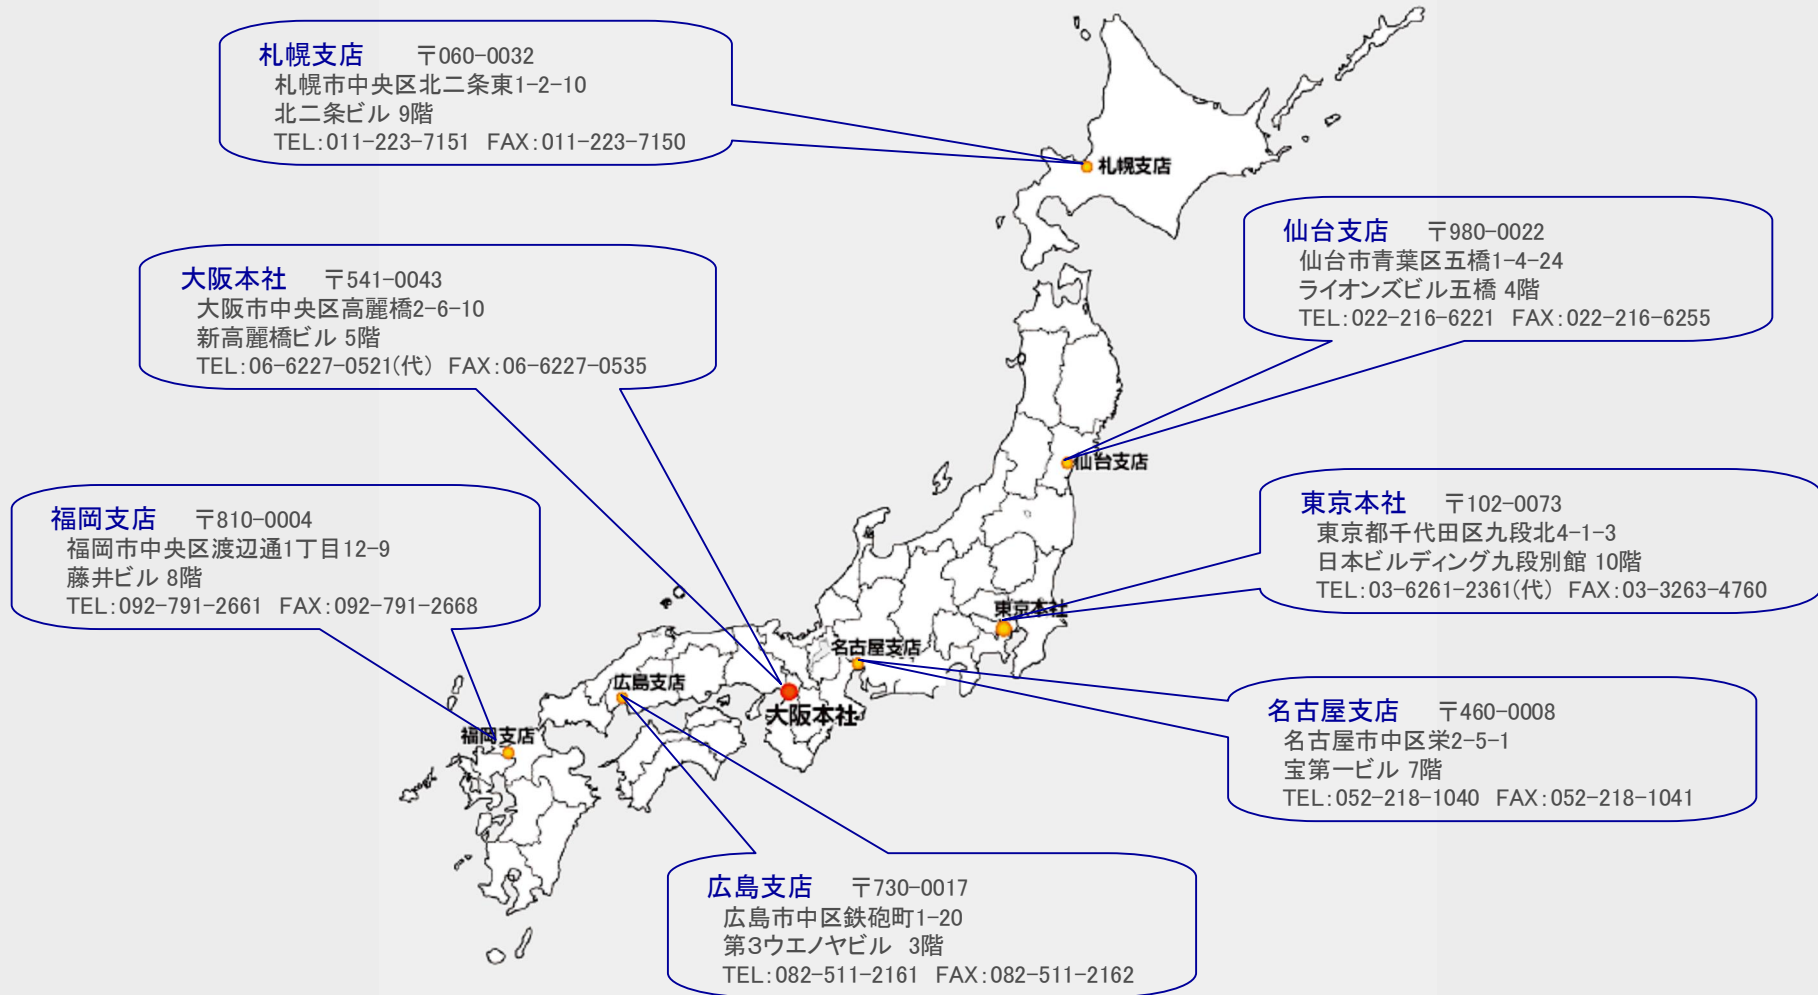 札幌支店 〒060-0032
札幌市中央区北二条東1-2-10
北二条ビル 9階
TEL:011-223-7151 FAX:011-223-7150
札幌支店
仙台支店 〒980-0022
仙台市青葉区五橋1-4-24
ライオンズビル五橋 4階
TEL:022-216-6221 FAX:022-216-6255
大阪本社 〒541-0043
大阪市中央区高麗橋2-6-10
新高麗橋ビル 5階
TEL:06-6227-0521(代) FAX:06-6227-0535
仙台支店
福岡支店 〒810-0004
福岡市中央区渡辺通1丁目12-9
藤井ビル 8階
TEL:092-791-2661 FAX:092-791-2668
東京本社 〒102-0073
東京都千代田区九段北4-1-3
日本ビルディング九段別館 10階
TEL:03-6261-2361(代) FAX:03-3263-4760
東京本社
名古屋支店
広島支店
大阪本社
福岡支店
名古屋支店 〒460-0008
名古屋市中区栄2-5-1
宝第一ビル 7階
TEL:052-218-1040 FAX:052-218-1041
広島支店 〒730-0017
広島市中区鉄砲町1-20
第3ウエノヤビル 3階
TEL:082-511-2161 FAX:082-511-2162